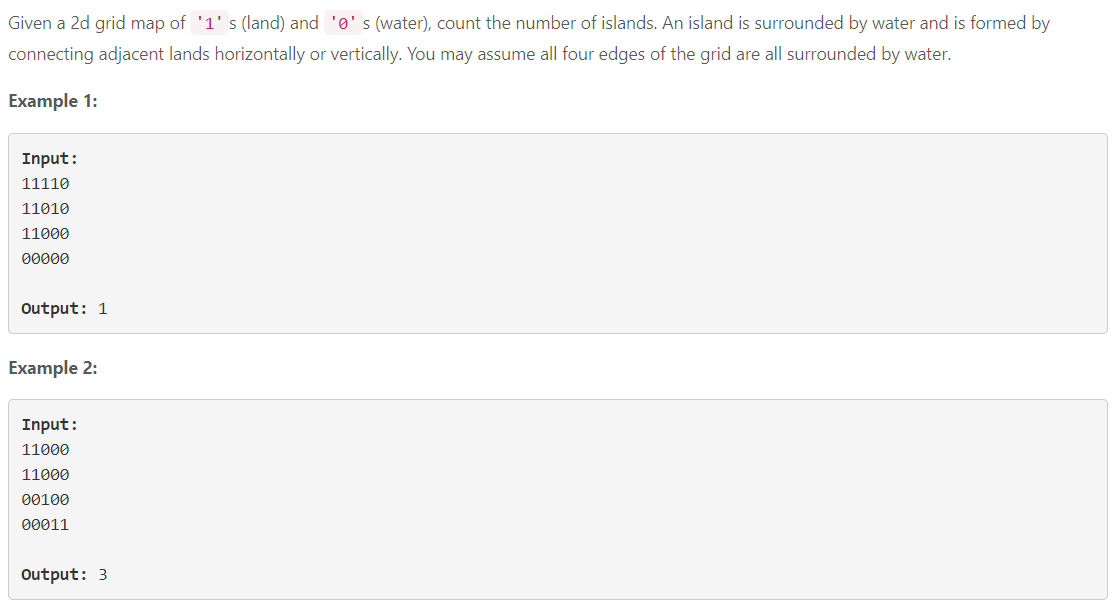 Given a 2d grid map of '1's (land) and '0's (water), count the number of islands. An island is surrounded by water and is formed by
connecting adjacent lands horizontally or vertically. You may assume all four edges of the grid are all surrounded by water.
Example 1:
Input:
11110
11010
11000
00000
Output: 1
Example 2:
Input:
11000
11000
00100
00011
Output: 3